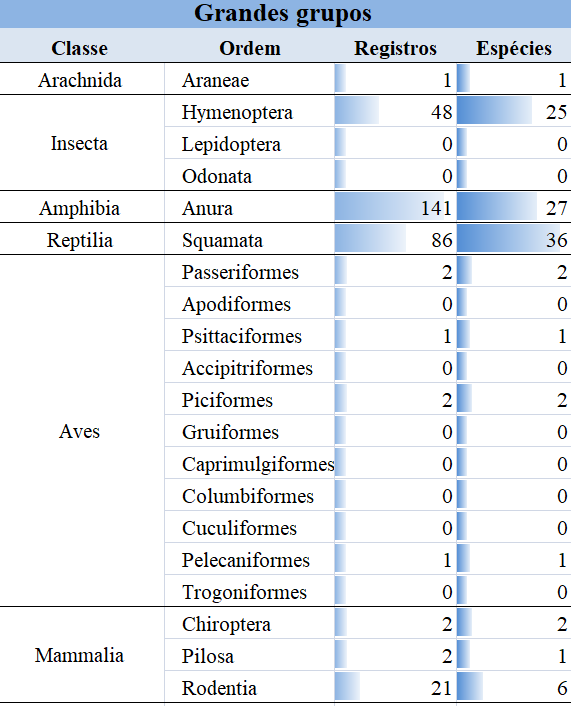 Grandes grupos
Classe Ordem Registros Espécies
Arachnida Araneae 1 1
Hymenoptera 48 25
Insecta Lepidoptera 0 0
Odonata 0 0
Amphibia Anura 141 27
Reptilia Squamata 86 36
Passeriformes 2 2
Apodiformes 0 0
Psittaciformes 1 1
Accipitriformes 0 0
Piciformes 2 2
Aves Gruiformes 0 0
Caprimulgiformes 0 0
Columbiformes 0 0
Cuculiformes 0 0
Pelecaniformes 1 1
Trogoniformes 0 0
Chiroptera 2 2
Mammalia Pilosa 2 1
Rodentia 21 6